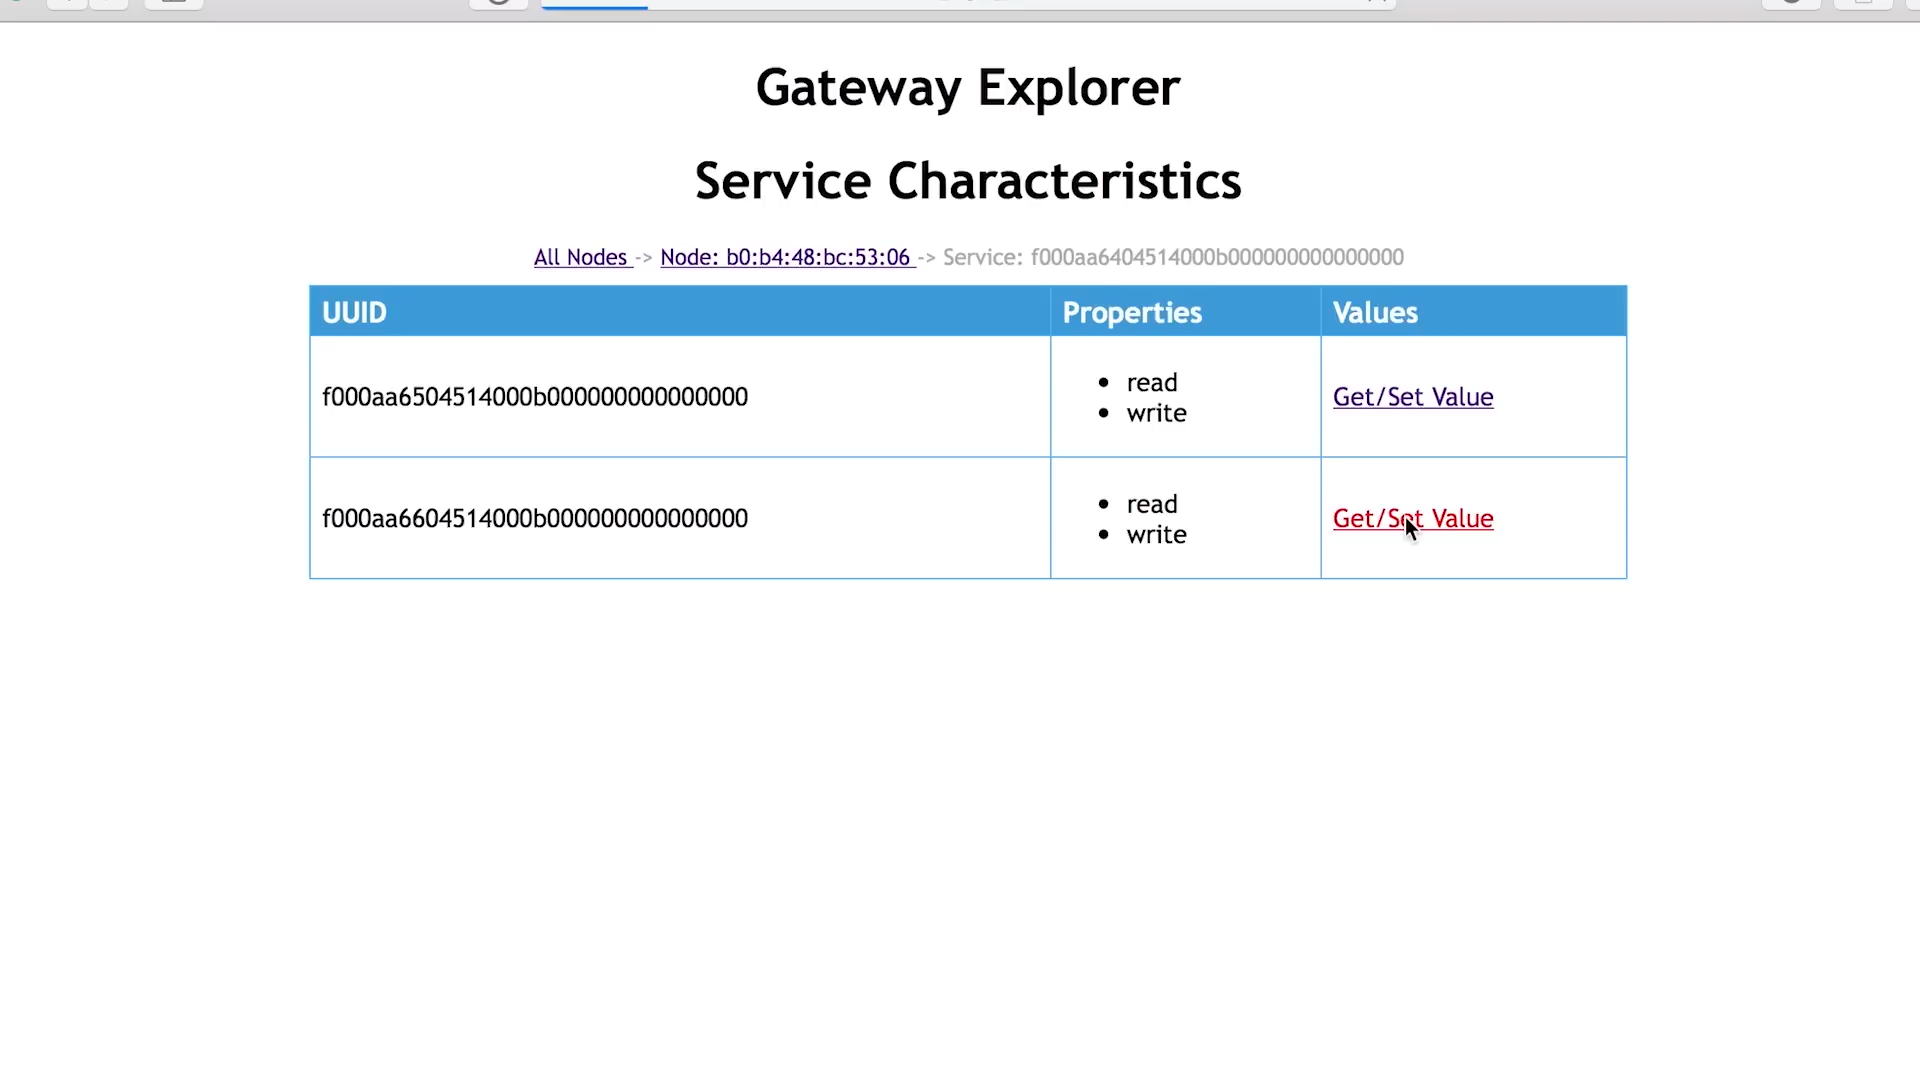 Gateway Explorer
Service Characteristics
All Nodes -> Node: b0:b4:48:bc:53:06 -> Service: f000aa6404514000b000000000000000
UUID Properties Values
f000aa6504514000b000000000000000
read
write
Get/Set Value
f000aa6604514000b000000000000000
read
write
Get/Set Value